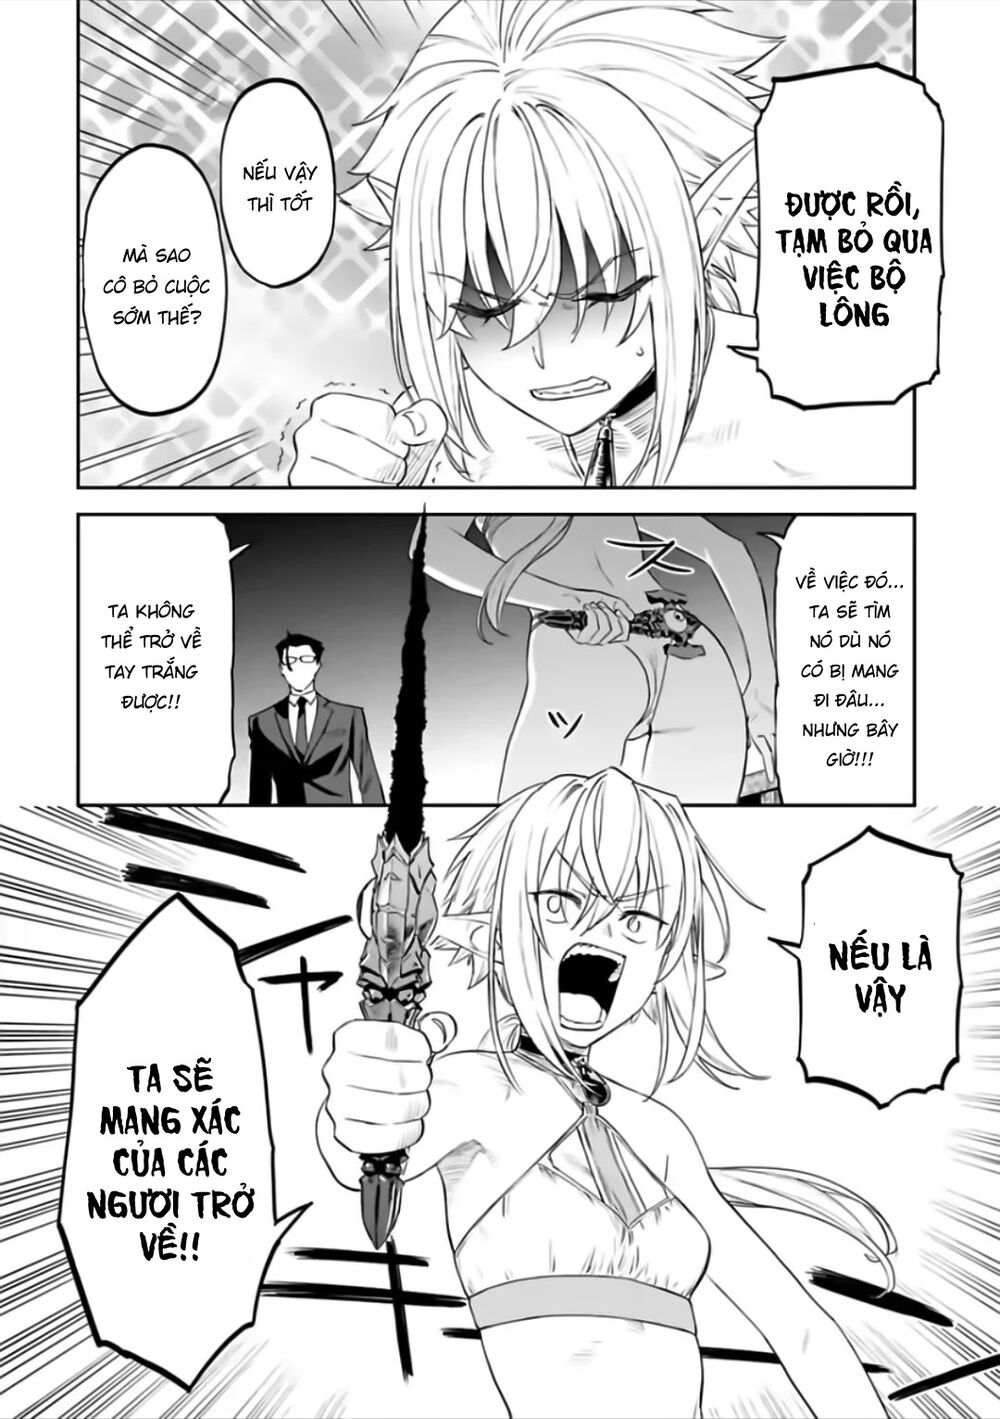 ĐƯỢC RỒI,
TẠM BỎ QUA
VIỆC BỘ
LÔNG
NẾU VẬY
THÌ TỐT
MÀ SAO
CÔ BỎ CUỘC
SỚM THẾ?
VỀ VIỆC ĐÓ...
TA SẼ TÌM
NÓ DÙ NÓ
CÓ BỊ MANG
ĐI ĐÂU...
NHƯNG BÂY
GIỜ!!!
ッ
TA KHÔNG
THỂ TRỞ VỀ
TAY TRẮNG
ĐƯỢC!!
NẾU LÀ
VẬY
TA SẼ
MANG XÁC
CỦA CÁC
NGƯƠI TRỞ
VỀ!!